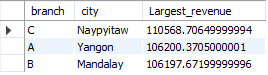 branch city Largest_revenue
C Naypyitaw 110568.70649999994
A Yangon 106200.3705000001
B Mandalay 106197.67199999996